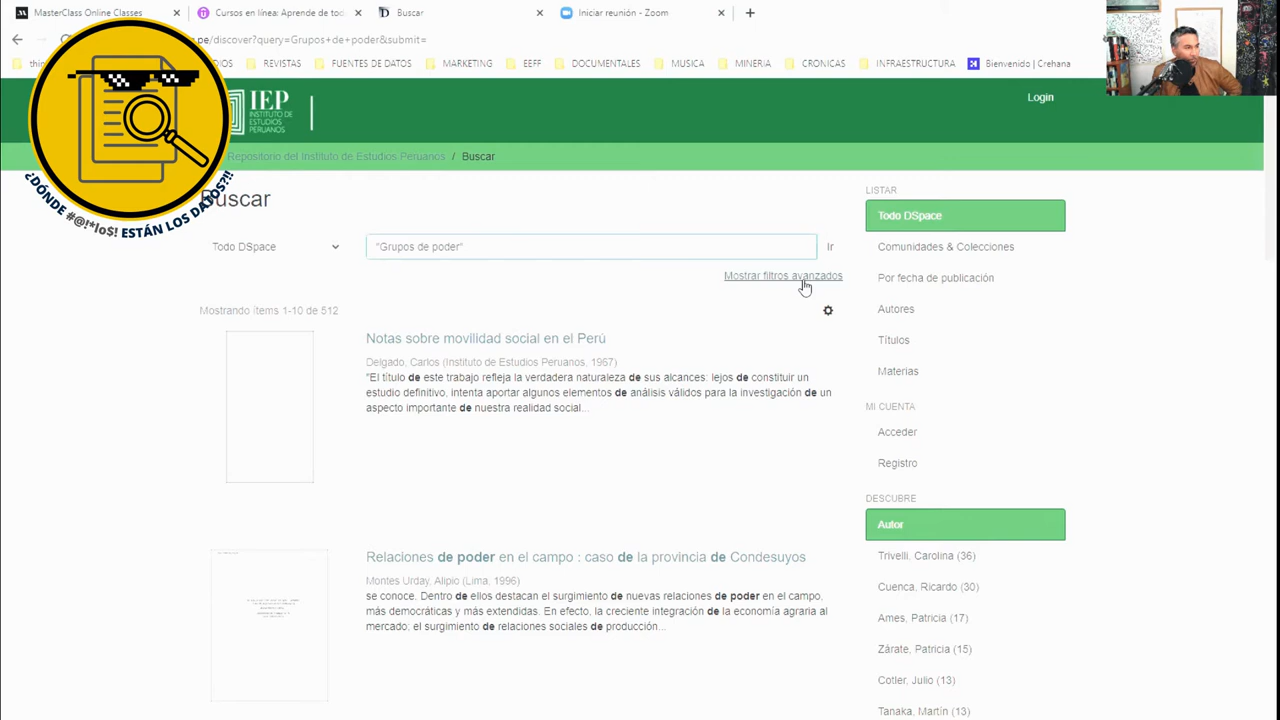 MasterClass Online Classes
Cursos en línea: Aprende de tod
Buscar
Iniciar reunión - Zoom
pe/discover?query=Grupos+de+poder&submit=
REVISTAS
FUENTES DE DATOS
MARKETING
EEFF
DOCUMENTALES
MUSICA
MINERIA
CRONICAS
INFRAESTRUCTURA
Bienvenido | Crehana
IEP
INSTITUTO DE
ESTUDIOS
PERUANOS
Login
Repositorio del Instituto de Estudios Peruanos / Buscar
¿DÓNDE #@!*lo$! ESTÁN LOS DATOS?!!
Buscar
Todo DSpace
"Grupos de poder"
Ir
Mostrar filtros avanzados
Mostrando ítems 1-10 de 512
Notas sobre movilidad social en el Perú
Delgado, Carlos (Instituto de Estudios Peruanos, 1967)
"El título de este trabajo refleja la verdadera naturaleza de sus alcances: lejos de constituir un
estudio definitivo, intenta aportar algunos elementos de análisis válidos para la investigación de un
aspecto importante de nuestra realidad social...
Relaciones de poder en el campo : caso de la provincia de Condesuyos
Montes Urday, Alipio (Lima, 1996)
se conoce. Dentro de ellos destacan el surgimiento de nuevas relaciones de poder en el campo,
más democráticas y más extendidas. En efecto, la creciente integración de la economía agraria al
mercado; el surgimiento de relaciones sociales de producción...
LISTAR
Todo DSpace
Comunidades & Colecciones
Por fecha de publicación
Autores
Títulos
Materias
MI CUENTA
Acceder
Registro
DESCUBRE
Autor
Trivelli, Carolina (36)
Cuenca, Ricardo (30)
Ames, Patricia (17)
Zárate, Patricia (15)
Cotler, Julio (13)
Tanaka, Martín (13)